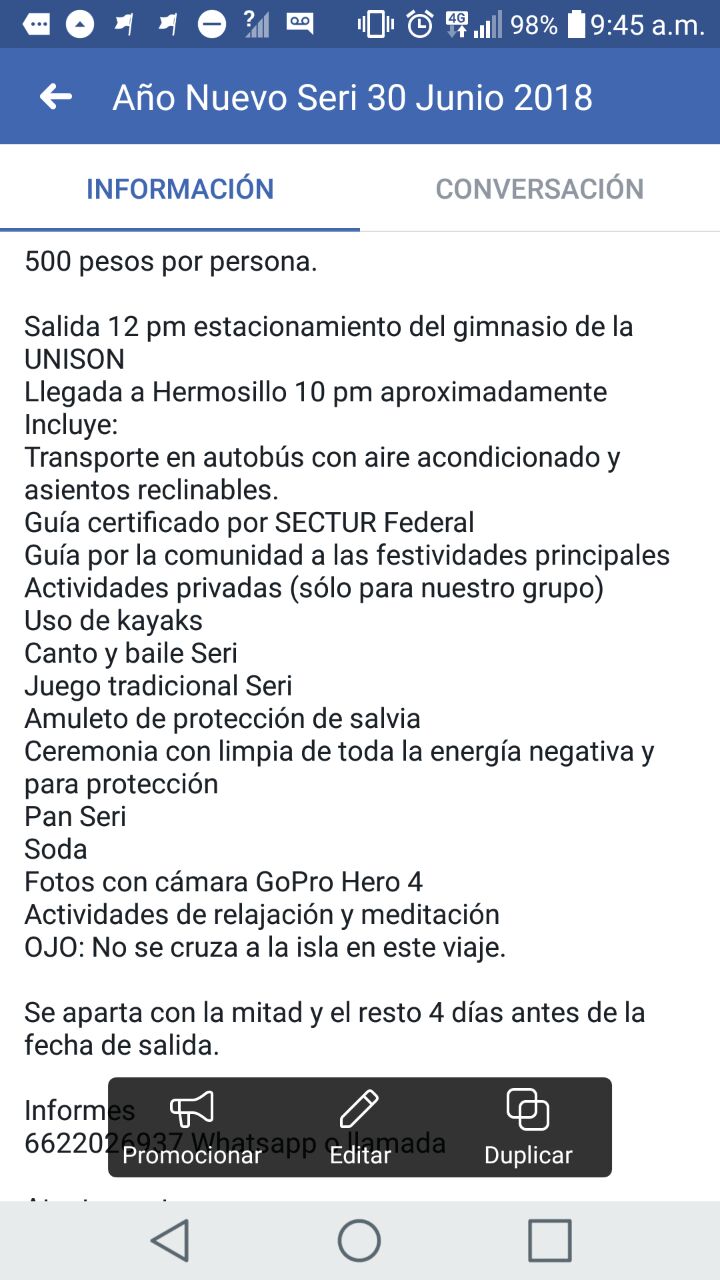 4G 98% 9:45 a.m.
Año Nuevo Seri 30 Junio 2018
INFORMACIÓN CONVERSACIÓN
500 pesos por persona.
Salida 12 pm estacionamiento del gimnasio de la
UNISON
Llegada a Hermosillo 10 pm aproximadamente
Incluye:
Transporte en autobús con aire acondicionado y
asientos reclinables.
Guía certificado por SECTUR Federal
Guía por la comunidad a las festividades principales
Actividades privadas (sólo para nuestro grupo)
Uso de kayaks
Canto y baile Seri
Juego tradicional Seri
Amuleto de protección de salvia
Ceremonia con limpia de toda la energía negativa y
para protección
Pan Seri
Soda
Fotos con cámara GoPro Hero 4
Actividades de relajación y meditación
OJO: No se cruza a la isla en este viaje.
Se aparta con la mitad y el resto 4 días antes de la
fecha de salida.
Informes
6622026937 Whatsapp o llamada
Promocionar Editar Duplicar